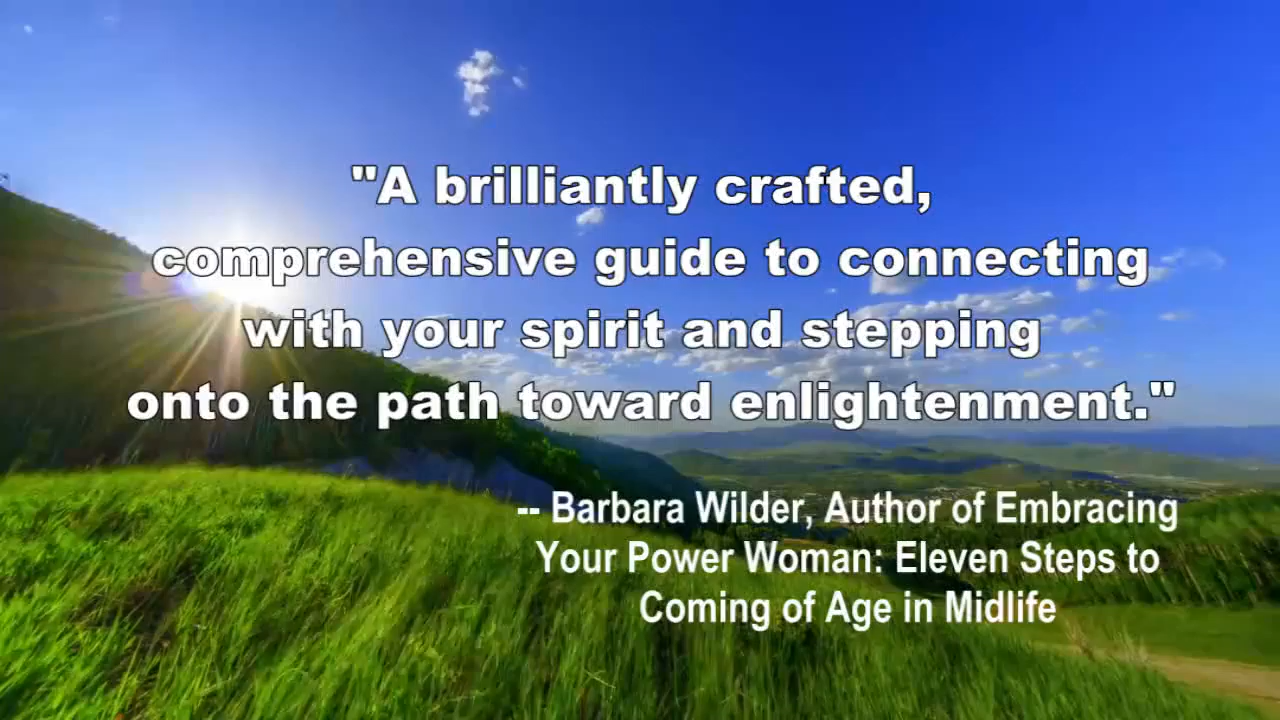 "A brilliantly crafted,
comprehensive guide to connecting
with your spirit and stepping
onto the path toward enlightenment."
-- Barbara Wilder, Author of Embracing
Your Power Woman: Eleven Steps to
Coming of Age in Midlife